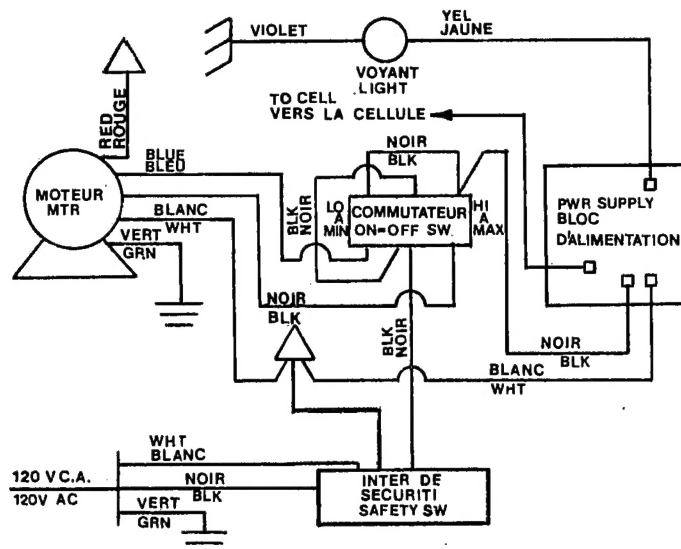 VIOLET
YEL
JAUNE
VOYANT
LIGHT
TO CELL
VERS LA CELLULE
RED
ROUGE
BLUE
BLEU
NOIR
BLK
MOTEUR
MTR
BLANC
WHT
VERT
GRN
BLK
NOIR
LO
A
MIN
COMMUTATEUR
ON=OFF SW.
HI
A
MAX
PWR SUPPLY
BLOC
D'ALIMENTATION
NOIR
BLK
BLK
NOIR
NOIR
BLK
BLANC
WHT
WHT
BLANC
120 V C.A.
120V AC
NOIR
BLK
VERT
GRN
INTER DE
SECURITI
SAFETY SW